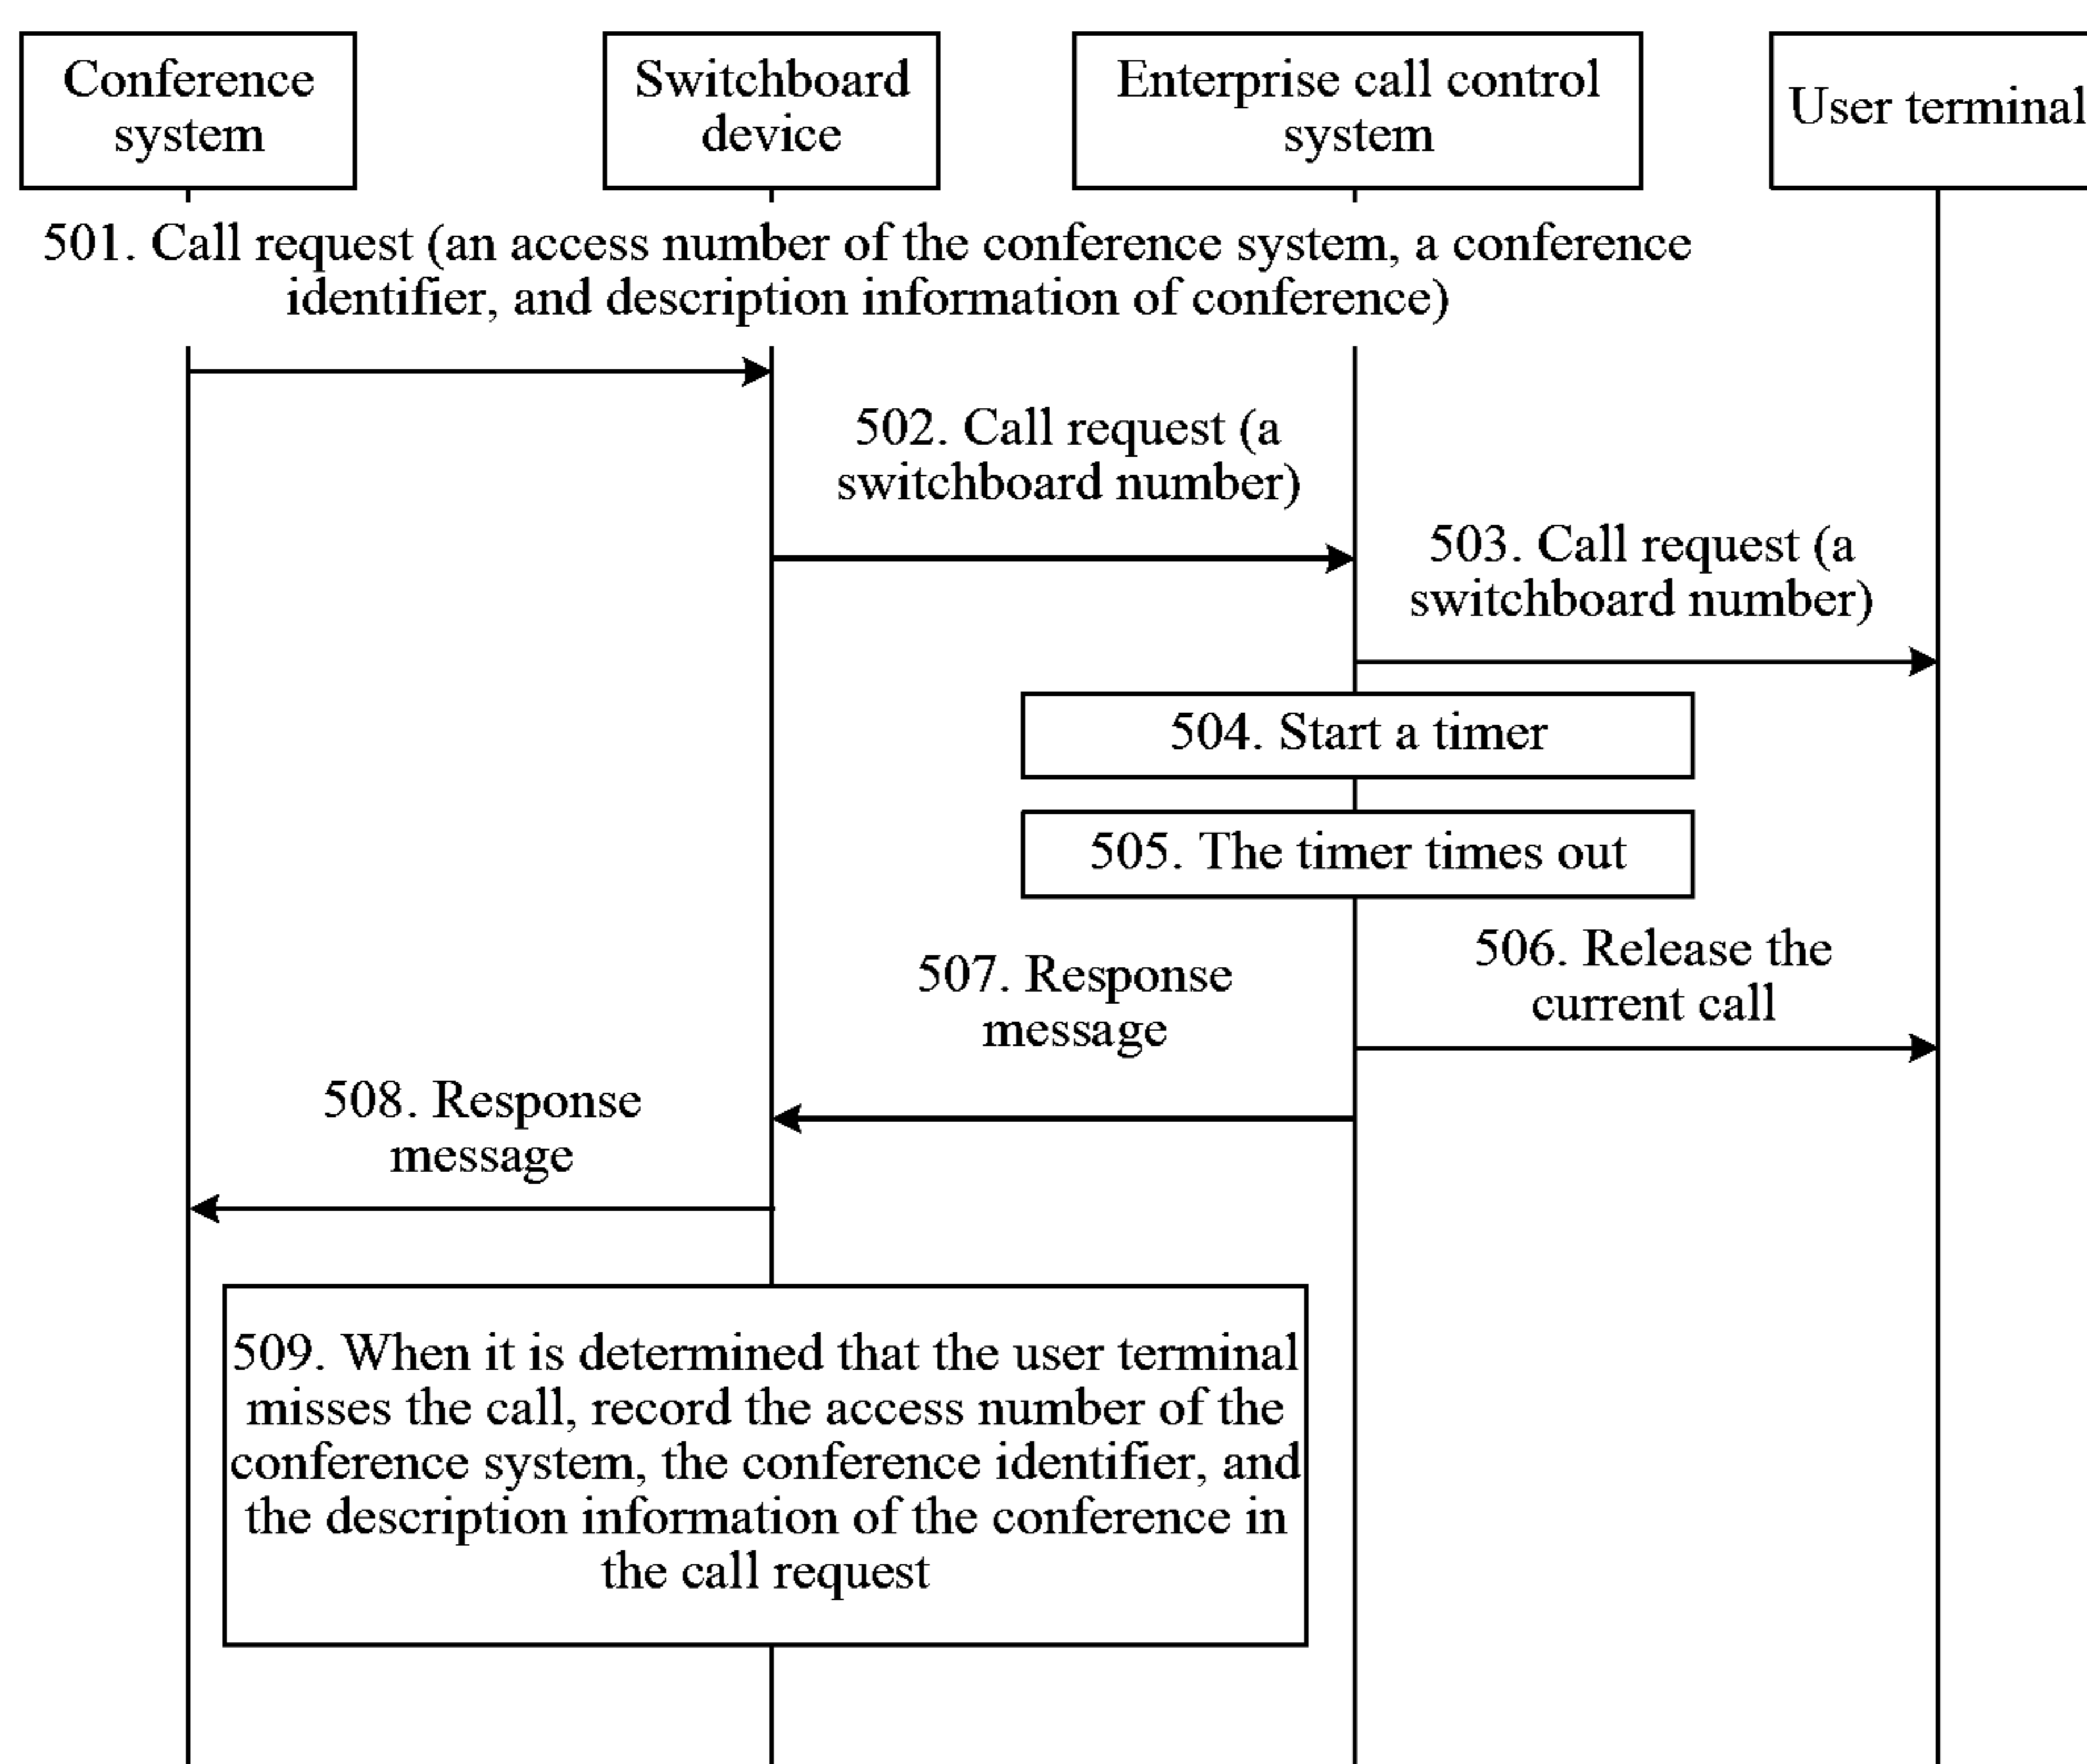 Conference
system
Switchboard
device
Enterprise call control
system
User terminal
501. Call request (an access number of the conference system, a conference
identifier, and description information of conference)
502. Call request (a
switchboard number)
503. Call request (a
switchboard number)
504. Start a timer
505. The timer times out
506. Release the
current call
507. Response
message
508. Response
message
509. When it is determined that the user terminal
misses the call, record the access number of the
conference system, the conference identifier, and
the description information of the conference in
the call request